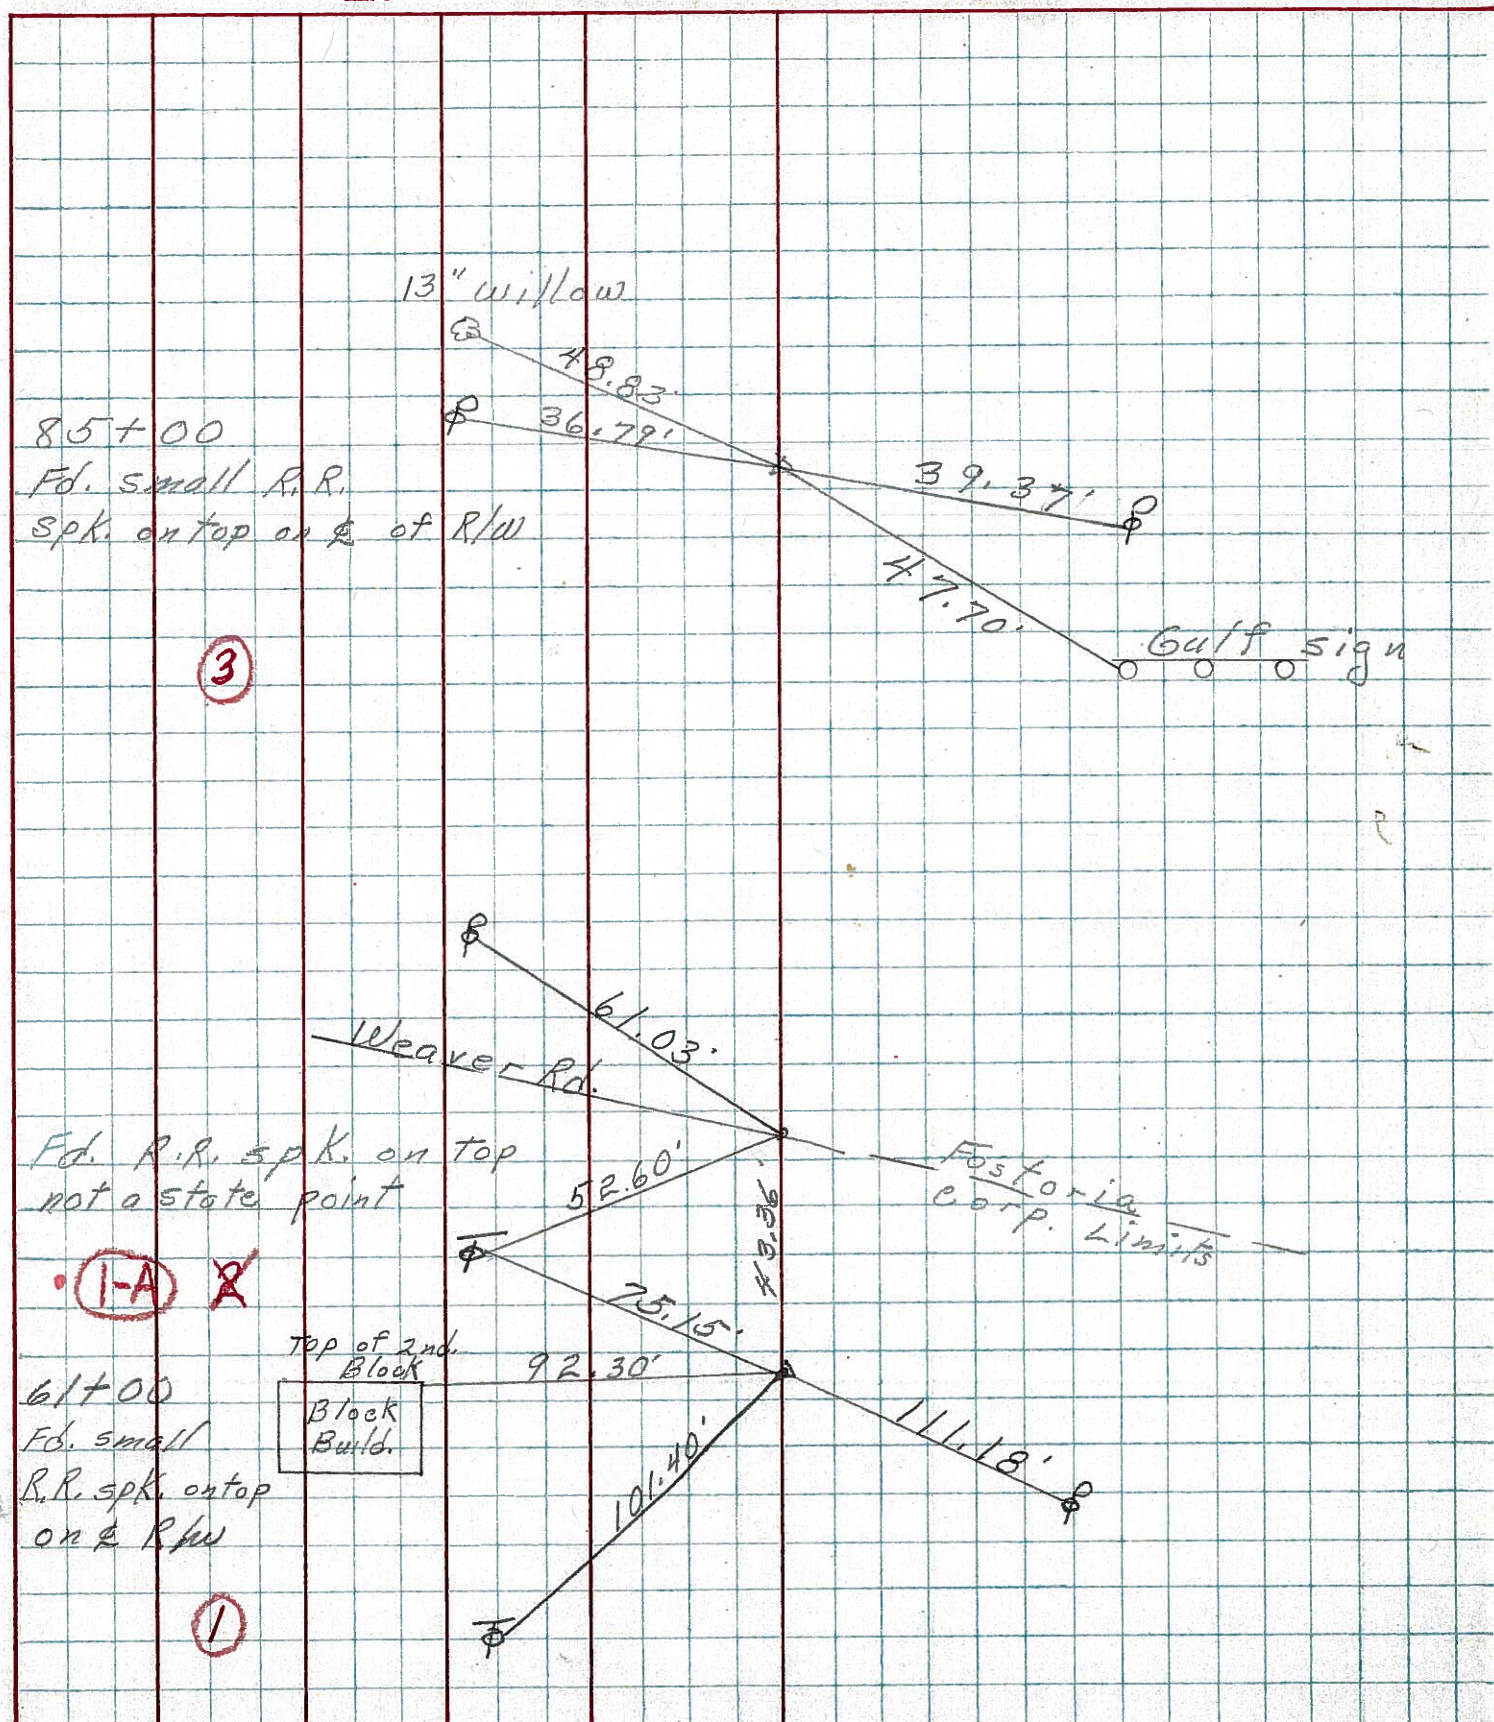 13" willow
48.83'
36.79'
85+00
Fd. small R.R.
spk. on top on ℄ of R/W
39.37'
47.70'
Gulf sign
3
61.03'
Weaver Rd.
Fd. R.R. spk. on top
not a state point
52.60'
43.36'
Fostoria
Corp. Limits
1-A 2
75.15'
Top of 2nd.
Block
92.30'
61+00
Fd. small
R.R. spk. on top
on ℄ R/W
Block
Build.
111.18'
101.40'
1